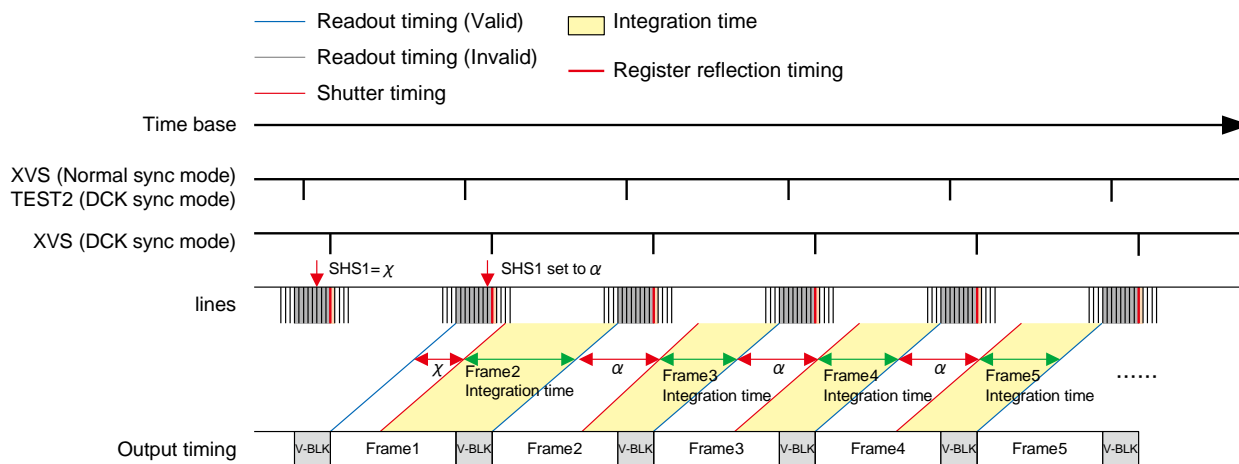 Readout timing (Valid)
Integration time
Readout timing (Invalid)
Register reflection timing
Shutter timing
Time base
XVS (Normal sync mode)
TEST2 (DCK sync mode)
XVS (DCK sync mode)
SHS1= χ
SHS1 set to α
lines
χ
Frame2
Integration time
α
Frame3
Integration time
α
Frame4
Integration time
α
Frame5
Integration time
......
Output timing
V-BLK
Frame1
V-BLK
Frame2
V-BLK
Frame3
V-BLK
Frame4
V-BLK
Frame5
V-BLK